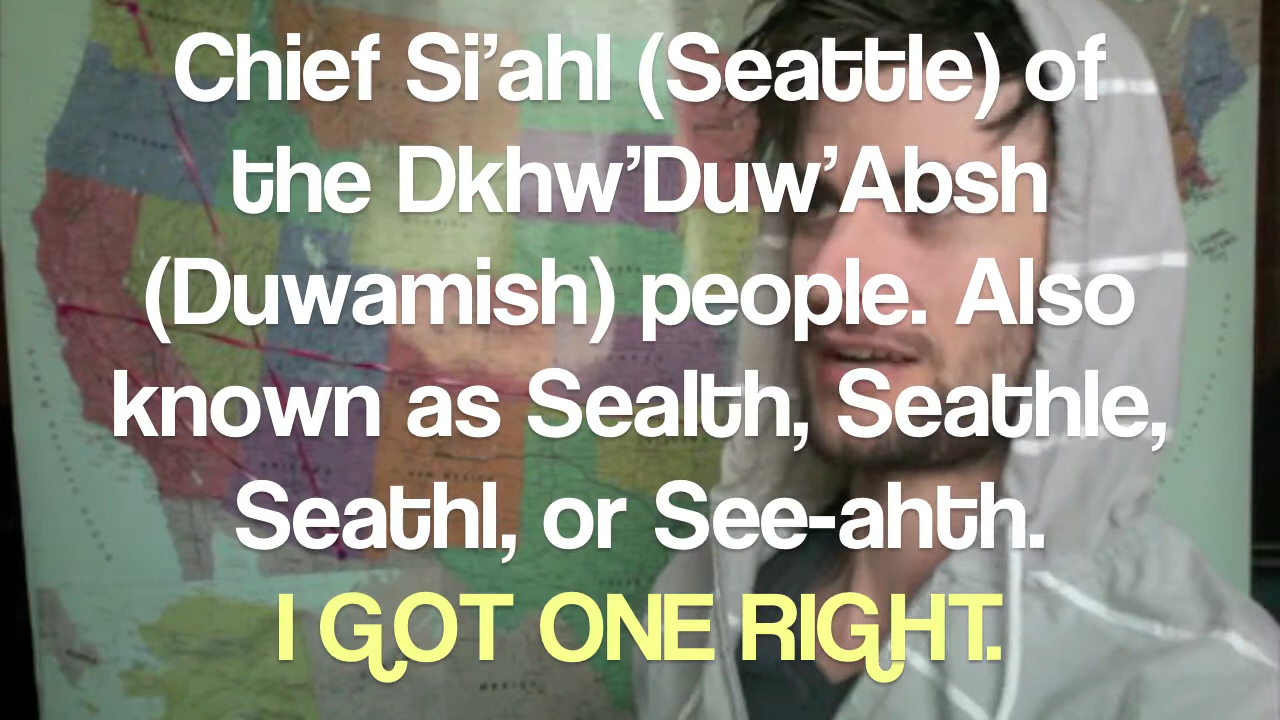 Chief Si’ahl (Seattle) of
the Dkhw’Duw’Absh
(Duwamish) people. Also
known as Sealth, Seathle,
Seathl, or See-ahth.
I GOT ONE RIGHT.